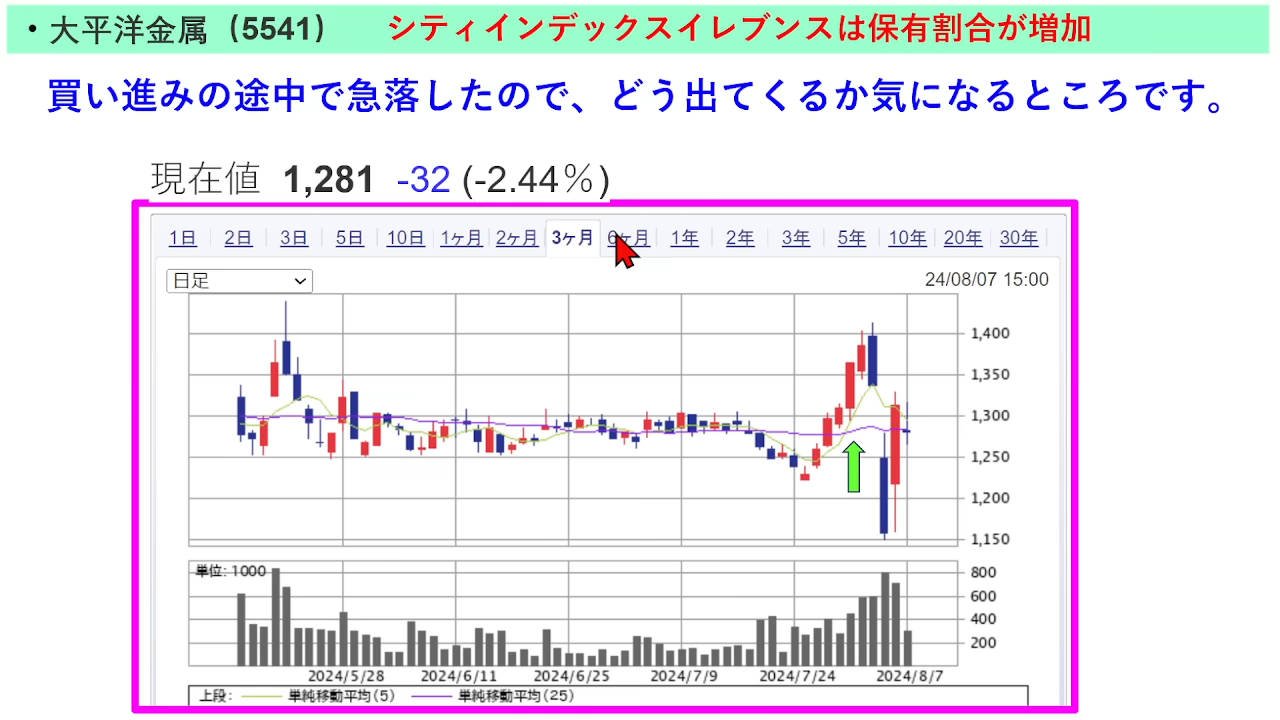 ・大平洋金属（5541） シティインデックスイレブンスは保有割合が増加
買い進みの途中で急落したので、どう出てくるか気になるところです。
現在値 1,281 -32 (-2.44%)
1日 2日 3日 5日 10日 1ヶ月 2ヶ月 3ヶ月 6ヶ月 1年 2年 3年 5年 10年 20年 30年
日足 24/08/07 15:00
1,400
1,350
1,300
1,250
1,200
1,150
単位: 1000
800
600
400
200
2024/5/28 2024/6/11 2024/6/25 2024/7/9 2024/7/24 2024/8/7
上段: 単純移動平均(5) 単純移動平均(25)